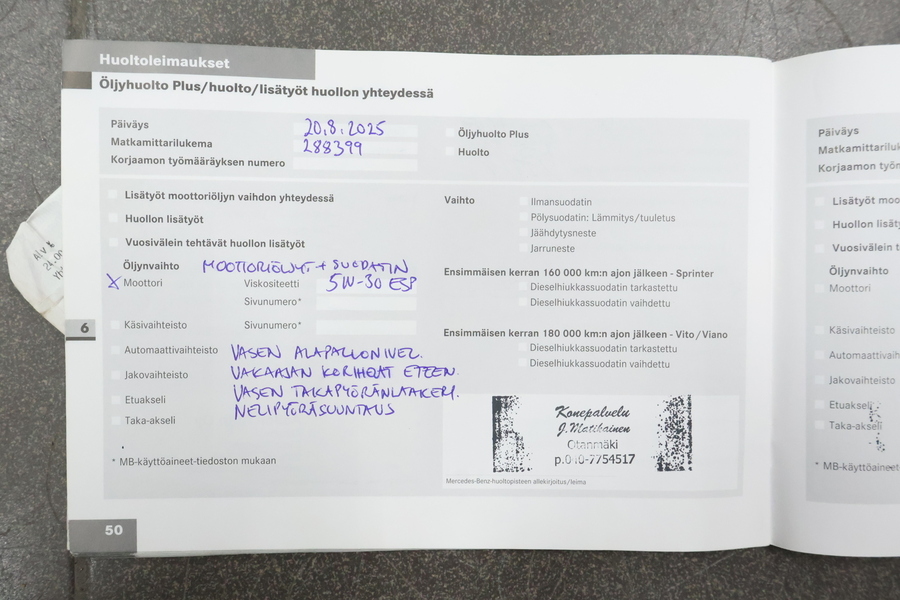 Huoltoleimaukset
Öljyhuolto Plus/huolto/lisätyöt huollon yhteydessä
Päiväys 20.8.2025
Matkamittarilukema 288399
Korjaamon työmääräyksen numero
Öljyhuolto Plus
Huolto
Lisätyöt moottoriöljyn vaihdon yhteydessä
Huollon lisätyöt
Vuosivälein tehtävät huollon lisätyöt
Öljynvaihto MOOTTORIÖLJYT + SUODATIN
X Moottori Viskositeetti 5W-30 ESP
Sivunumero*
Käsivaihteisto Sivunumero*
Automaattivaihteisto VASEN ALAPALLONIVEL.
Jakovaihteisto VAKAAJAN KORIHELAT ETEEN.
Etuakseli VASEN TAKAPYÖRÄNLAAKERI.
Taka-akseli NELIPYÖRÄSUUNTAUS
* MB-käyttöaineet-tiedoston mukaan
Vaihto Ilmansuodatin
Pölysuodatin: Lämmitys/tuuletus
Jäähdytysneste
Jarruneste
Ensimmäisen kerran 160 000 km:n ajon jälkeen - Sprinter
Dieselhiukkassuodatin tarkastettu
Dieselhiukkassuodatin vaihdettu
Ensimmäisen kerran 180 000 km:n ajon jälkeen - Vito/Viano
Dieselhiukkassuodatin tarkastettu
Dieselhiukkassuodatin vaihdettu
Konepalvelu
J.Matikainen
Otanmäki
p.040-7754517
Mercedes-Benz-huoltopisteen allekirjoitus/leima
6
50
Päiväys
Matkamittariluk
Korjaamon työm
Lisätyöt moo
Huollon lisät
Vuosivälein t
Öljynvaihto
Moottori
Käsivaihteisto
Automaattivaih
Jakovaihteisto
Etuakseli
Taka-akseli
* MB-käyttöaineet